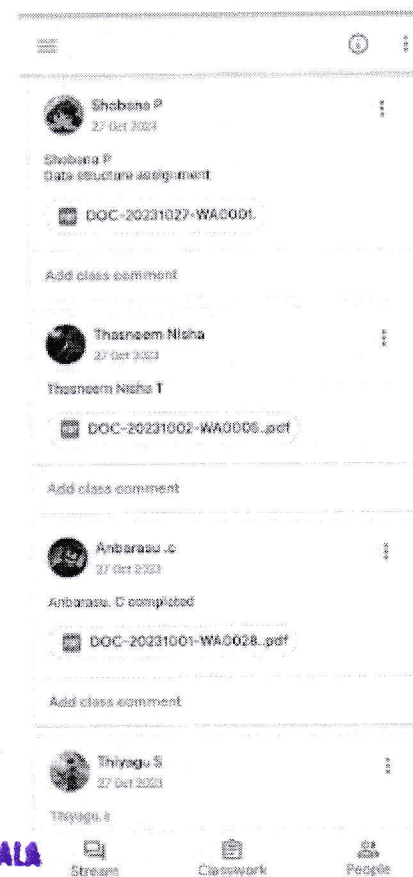 Shobana P
27 Oct 2023
Shobana P
Data structure assignment
DOC-20231027-WA0001.
Add class comment
Thasneem Nisha
27 Oct 2023
Thasneem Nisha T
DOC-20231002-WA0006..pdf
Add class comment
Anbarasu .c
27 Oct 2023
Anbarasu. C completed
DOC-20231001-WA0028..pdf
Add class comment
Thiyagu S
27 Oct 2023
Thiyagu. s
ALA
Stream
Classwork
People